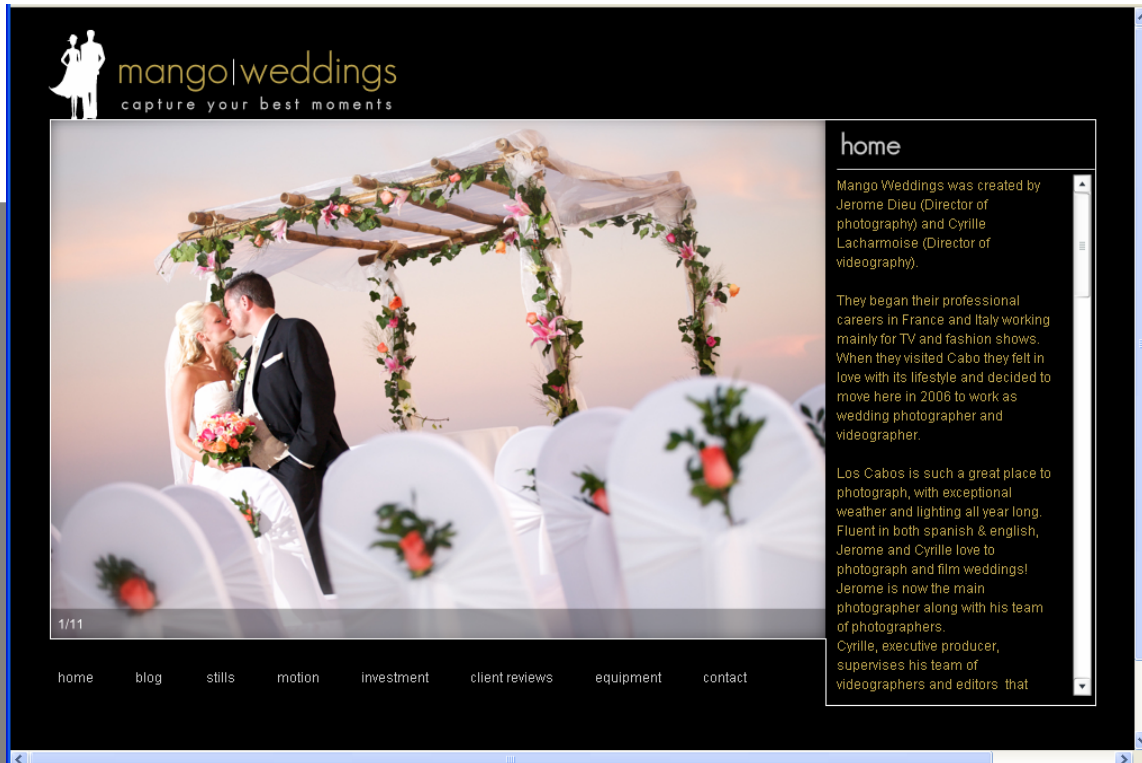 mango|weddings
capture your best moments
home
Mango Weddings was created by
Jerome Dieu (Director of
photography) and Cyrille
Lacharmoise (Director of
videography).
They began their professional
careers in France and Italy working
mainly for TV and fashion shows.
When they visited Cabo they felt in
love with its lifestyle and decided to
move here in 2006 to work as
wedding photographer and
videographer.
Los Cabos is such a great place to
photograph, with exceptional
weather and lighting all year long.
Fluent in both spanish & english,
Jerome and Cyrille love to
photograph and film weddings!
Jerome is now the main
photographer along with his team
of photographers.
Cyrille, executive producer,
supervises his team of
videographers and editors that
1/11
home blog stills motion investment client reviews equipment contact